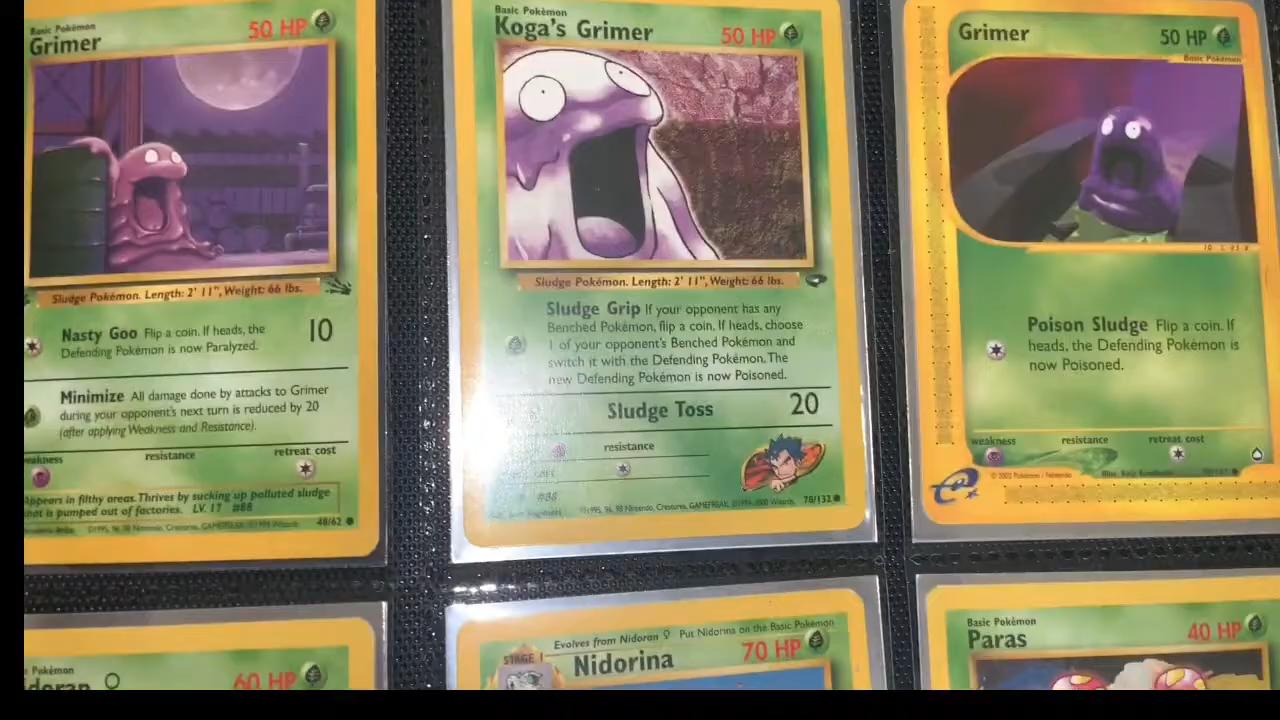 Basic Pokémon
Grimer
50 HP
Sludge Pokémon. Length: 2' 11", Weight: 66 lbs.
Nasty Goo Flip a coin. If heads, the
Defending Pokémon is now Paralyzed.
10
Minimize All damage done by attacks to Grimer
during your opponent's next turn is reduced by 20
(after applying Weakness and Resistance).
weakness
resistance
retreat cost
Appears in filthy areas. Thrives by sucking up polluted sludge
that is pumped out of factories. LV. 17 #88
48/62
Basic Pokémon
Koga's Grimer
50 HP
Sludge Pokémon. Length: 2' 11", Weight: 66 lbs.
Sludge Grip If your opponent has any
Benched Pokémon, flip a coin. If heads, choose
1 of your opponent's Benched Pokémon and
switch it with the Defending Pokémon. The
new Defending Pokémon is now Poisoned.
Sludge Toss
20
resistance
#88
78/132
Grimer
50 HP
Basic Pokémon
Poison Sludge Flip a coin. If
heads, the Defending Pokémon is
now Poisoned.
weakness
resistance
retreat cost
© 2002 Pokémon / Nintendo
e
Pokémon
60 HP
STAGE 1
Evolves from Nidoran ♀ Put Nidorina on the Basic Pokémon
Nidorina
70 HP
Basic Pokémon
Paras
40 HP